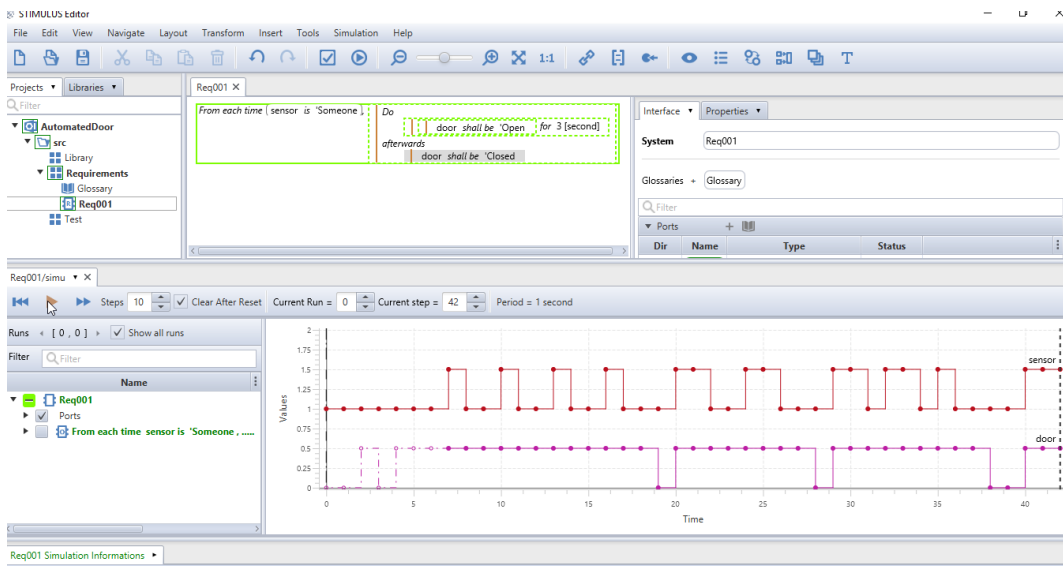 STIMULUS Editor
File Edit View Navigate Layout Transform Insert Tools Simulation Help
1:1 T
Projects Libraries
Req001
Filter
AutomatedDoor
src
Library
Requirements
Glossary
Req001
Test
From each time sensor is 'Someone , Do
door shall be 'Open for 3 [second]
afterwards
door shall be 'Closed
Interface Properties
System Req001
Glossaries + Glossary
Filter
Ports +
Dir Name Type Status
Req001/simu
Steps 10 Clear After Reset Current Run = 0 Current step = 42 Period = 1 second
Runs [ 0 , 0 ] Show all runs
Filter Filter
Name
Req001
Ports
From each time sensor is 'Someone , .....
Values
2
1.75
1.5
1.25
1
0.75
0.5
0.25
0
sensor
door
0 5 10 15 20 25 30 35 40
Time
Req001 Simulation Informations